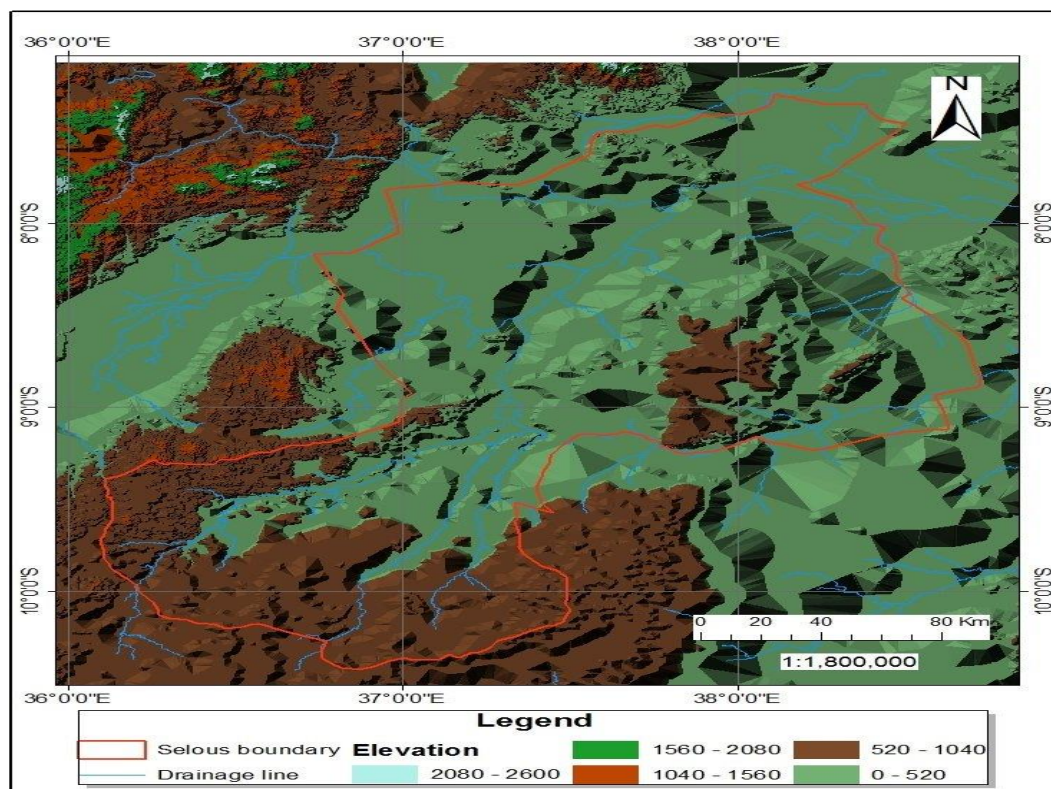 36°0'0"E 37°0'0"E 38°0'0"E
N
8°0'0"S 8°0'0"S
9°0'0"S 9°0'0"S
10°0'0"S 10°0'0"S
0 20 40 80 Km
1:1,800,000
36°0'0"E 37°0'0"E 38°0'0"E
Legend
Selous boundary Elevation 1560 - 2080 520 - 1040
Drainage line 2080 - 2600 1040 - 1560 0 - 520